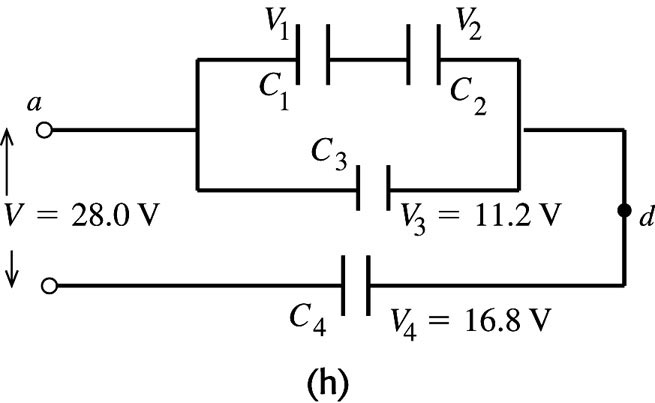 V₁ V₂
C₁ C₂
a
C₃
V = 28.0 V
V₃ = 11.2 V
d
C₄
V₄ = 16.8 V
(h)